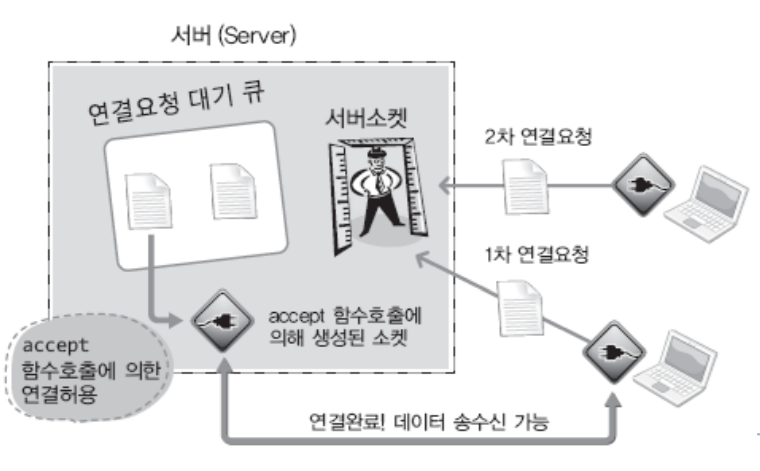 서버 (Server)
연결요청 대기 큐
서버소켓
2차 연결요청
1차 연결요청
accept 함수호출에
의해 생성된 소켓
accept
함수호출에 의한
연결허용
연결완료! 데이터 송수신 가능